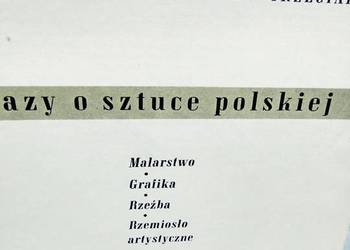 azy o sztuce polskiej
Malarstwo
•
Grafika
•
Rzeźba
•
Rzemiosło
artystyczne